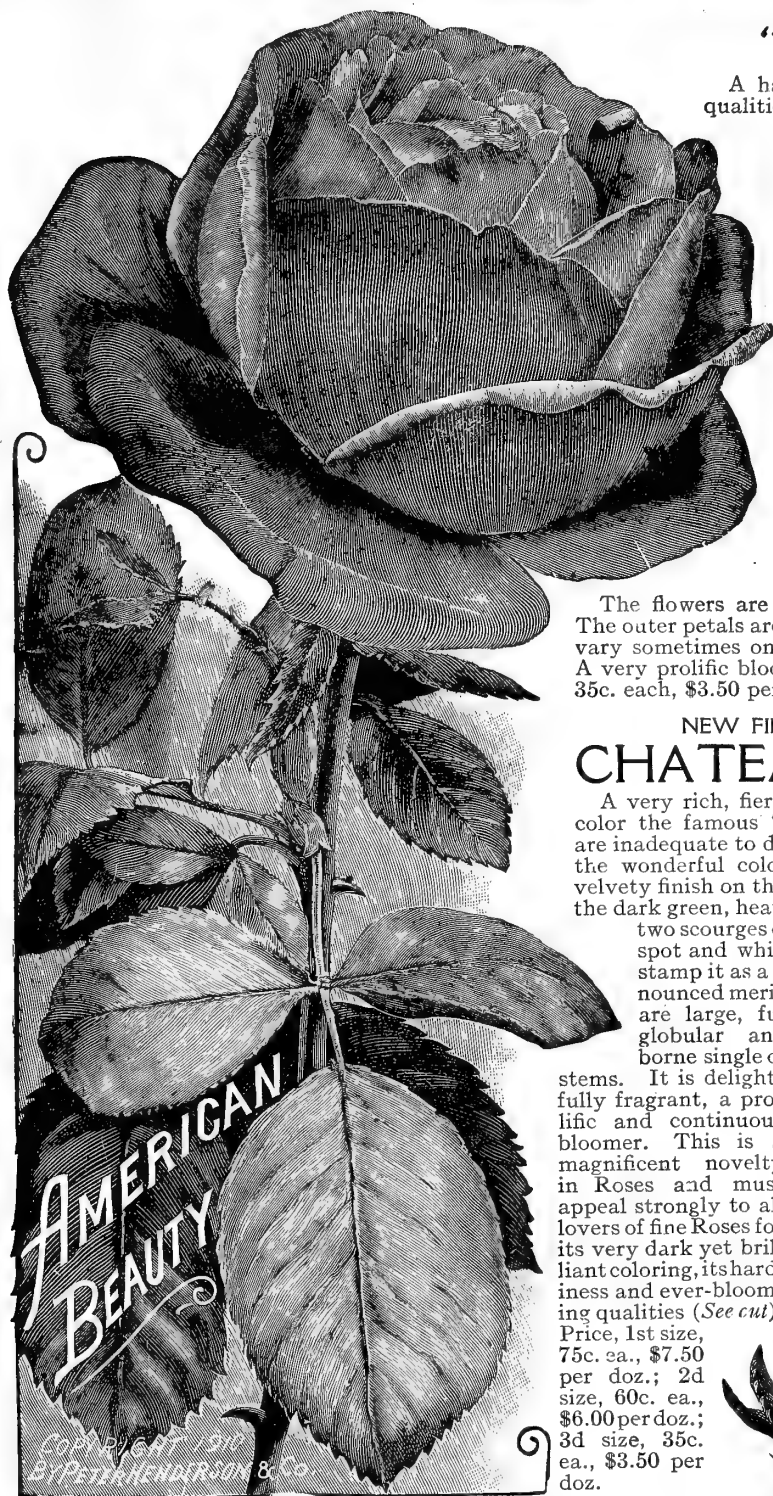 A
qualiti
The flowers are
The outer petals are
vary sometimes on
A very prolific bloo
35c. each, $3.50 per
NEW FI
CHATEA
A very rich, fier
color the famous
are inadequate to d
the wonderful colo
velvety finish on th
the dark green, hea
two scourges
spot and whi
stamp it as a
nounced meri
are large, fu
globular an
borne single o
stems. It is delight
fully fragrant, a pro
lific and continuous
bloomer. This is
magnificent novelt
in Roses and mus
appeal strongly to al
lovers of fine Roses fo
its very dark yet bril
liant coloring, its hard
iness and ever-bloom
ing qualities (See cut)
Price, 1st size,
75c. ea., $7.50
per doz.; 2d
size, 60c. ea.,
$6.00 per doz.;
3d size, 35c.
ea., $3.50 per
doz.
AMERICAN
BEAUTY
COPYRIGHT 1910
BY PETER HENDERSON & Co.